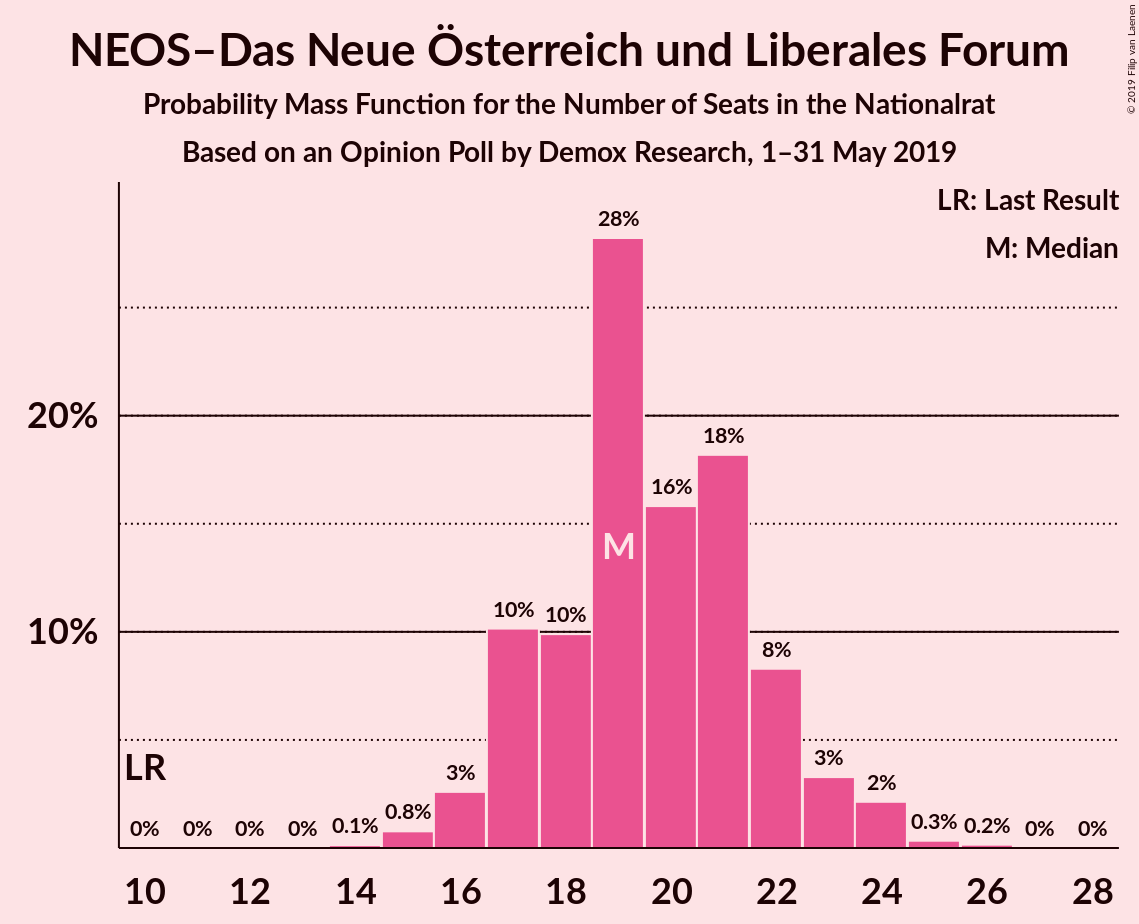 NEOS–Das Neue Österreich und Liberales Forum
Probability Mass Function for the Number of Seats in the Nationalrat
Based on an Opinion Poll by Demox Research, 1–31 May 2019
© 2019 Filip van Laenen
LR: Last Result
M: Median
28%
20%
18%
16%
M
10%
10%
10%
8%
LR
3%
3%
2%
0% 0% 0% 0% 0.1% 0.8% 0.3% 0.2% 0% 0%
10 12 14 16 18 20 22 24 26 28